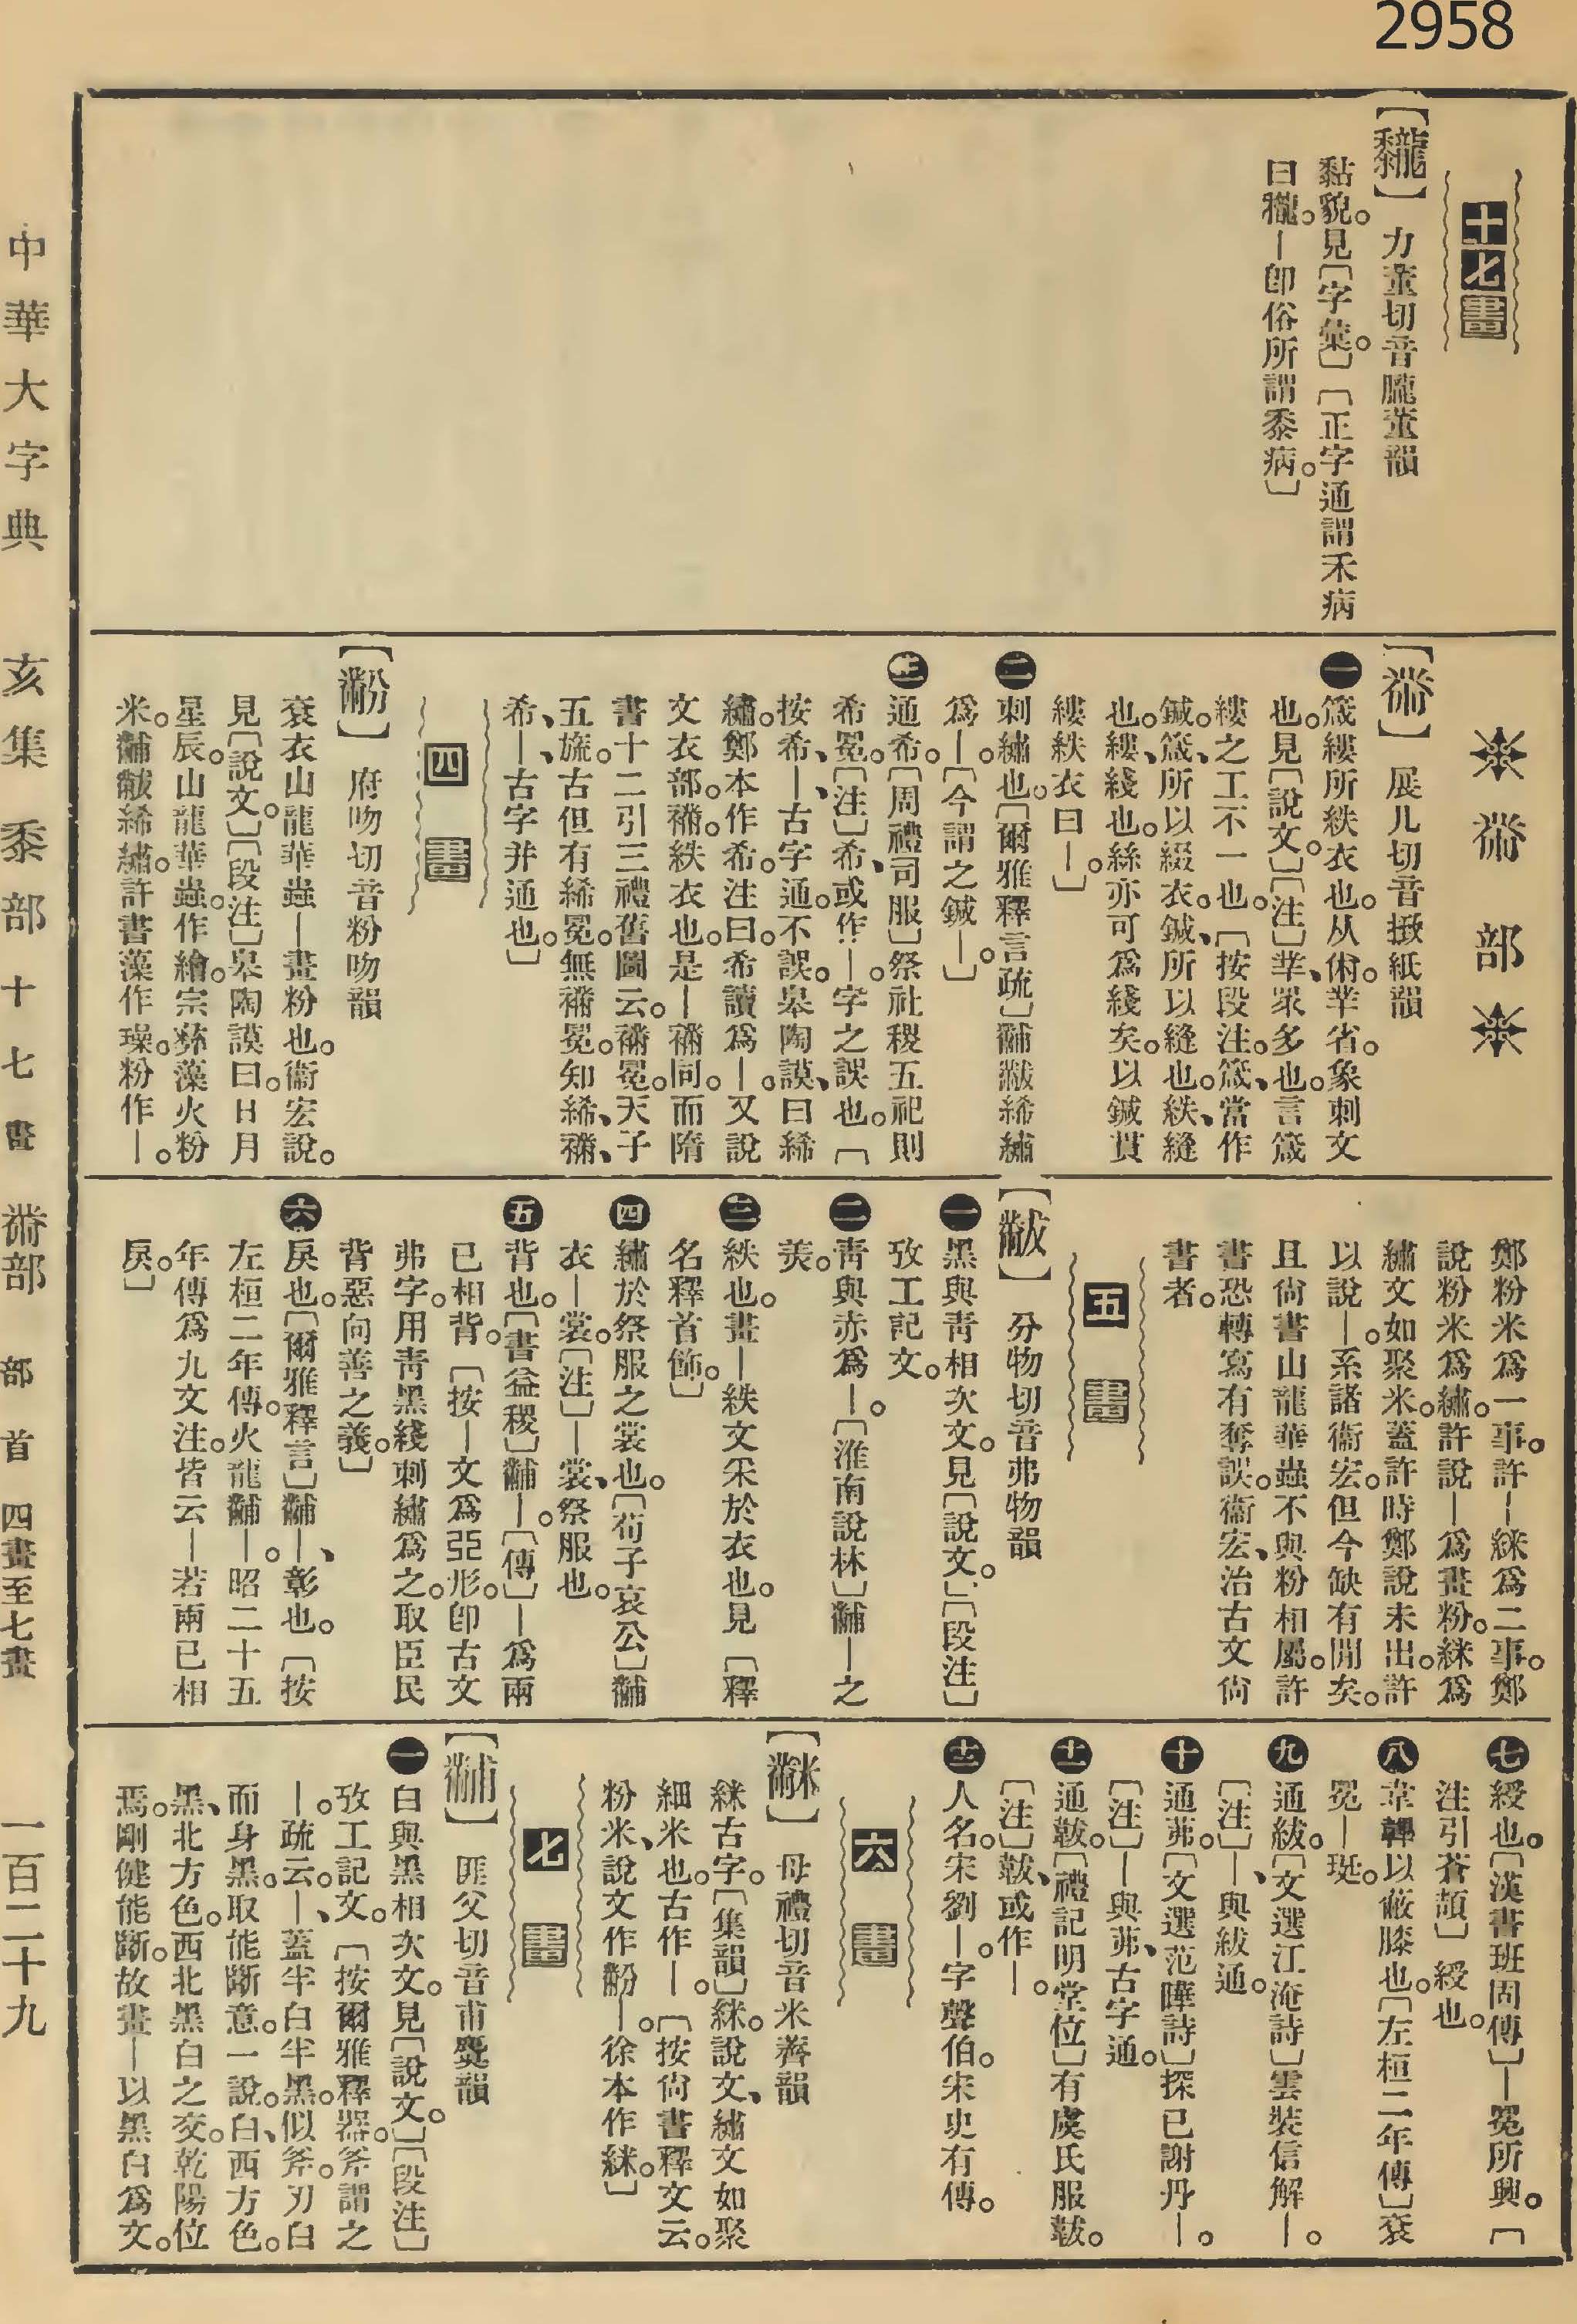 2958
十七畫
【𪐏】力董切音朧董韻
黏貌。見〔字彙。〕〔正字通謂禾病
曰穲。｜卽俗所謂黍病。〕
黹部
【黹】展几切音撳紙韻
一箴縷所紩衣也。从㡀。丵省。象刺文
也。見〔說文。〕〔注〕丵、眾多也。言箴
縷之工不一也。〔按段注。箴、當作
鍼。箴、所以綴衣。鍼、所以縫也。紩、縫
也。縷、綫也。絲亦可爲綫矣。以鍼貫
縷紩衣曰｜。〕
二刺繡也。〔爾雅釋言疏〕黼黻絺繡
爲｜。〔今謂之鍼｜。〕
三通希。〔周禮司服〕祭社稷五祀則
希冕。〔注〕希、或作｜。字之誤也。〔
按希、｜、古字通。不誤。皋陶謨、曰絺
繡。鄭本作希。注曰。希讀爲｜。又說
文衣部。襧。紩衣也。是｜襧同。而隋
書十二引三禮舊圖云。襧冕。天子
五旒。古但有絺冕。無襧冕。知絺、襧、
希、｜、古字幷通也。〕
四畫
【黺】府吻切音粉吻韻
袞衣山龍華蟲｜畫粉也。衞宏說。
見〔說文。〕〔段注〕皋陶謨曰。日月
星辰。山龍華蟲。作繪。宗彝藻火粉
米。黼黻絺繡。許書藻作璪。粉作｜。
鄭粉米爲一事。許｜䋛爲二事。鄭
說粉米爲繡。許說｜爲畫粉。䋛爲
繡文如聚米。蓋許時鄭說未出。許
以說｜系諸衞宏。但今缺有閒矣。
且尙書山龍華蟲不與粉相屬。許
書恐轉寫有奪誤。衞宏、治古文尙
書者。
五畫
【黻】分物切音弗物韻
一黑與靑相次文。見〔說文。〕〔段注〕
攷工記文。
二靑與赤爲｜。〔淮南說林〕黼｜之
美。
三紩也。畫｜紩文采於衣也。見〔釋
名釋首飾。〕
四繡於祭服之裳也。〔荀子哀公〕黼
衣｜裳。〔注〕｜裳、祭服也。
五背也。〔書益稷〕黼｜。〔傳〕｜爲兩
已相背。〔按｜文爲亞形。卽古文
弗字。用靑黑綫刺繡爲之。取臣民
背惡向善之義。〕
六戾也。〔爾雅釋言〕黼｜、彰也。〔按
左桓二年傳。火龍黼｜。昭二十五
年傳爲九文注。皆云｜若兩已相
戾。〕
七綬也。〔漢書班固傳〕｜冕所興。〔
注引蒼頡〕綬也。
八韋韠以蔽膝也。〔左桓二年傳〕袞
冕｜珽。
九通紱。〔文選江淹詩〕雲裝信解｜。
〔注〕｜、與紱通。
十通茀。〔文選范曄詩〕探已謝丹｜。
〔注〕｜與茀、古字通。
十一通韍。〔禮記明堂位〕有虞氏服韍。
〔注〕韍、或作｜。
十二人名。宋劉｜。字聲伯。宋史有傳。
六畫
【𪓋】母禮切音米薺韻
䋛古字。〔集韻〕䋛。說文、繡文如聚
細米也。古作｜。〔按尙書釋文云。
粉米、說文作黺｜。徐本作䋛。〕
七畫
【黼】匪父切音甫麌韻
一白與黑相次文。見〔說文。〕〔段注〕
攷工記文。〔按爾雅釋器。斧謂之
｜。疏云。｜、蓋半白半黑。似斧。刃白
而身黑。取能斷意。一說。白、西方色。
黑、北方色。西北黑白之交。乾陽位
焉。剛健能斷。故畫｜以黑白爲文。
中華大字典　亥集　黍部　十七畫　黹部　部首　四畫至七畫　一百二十九